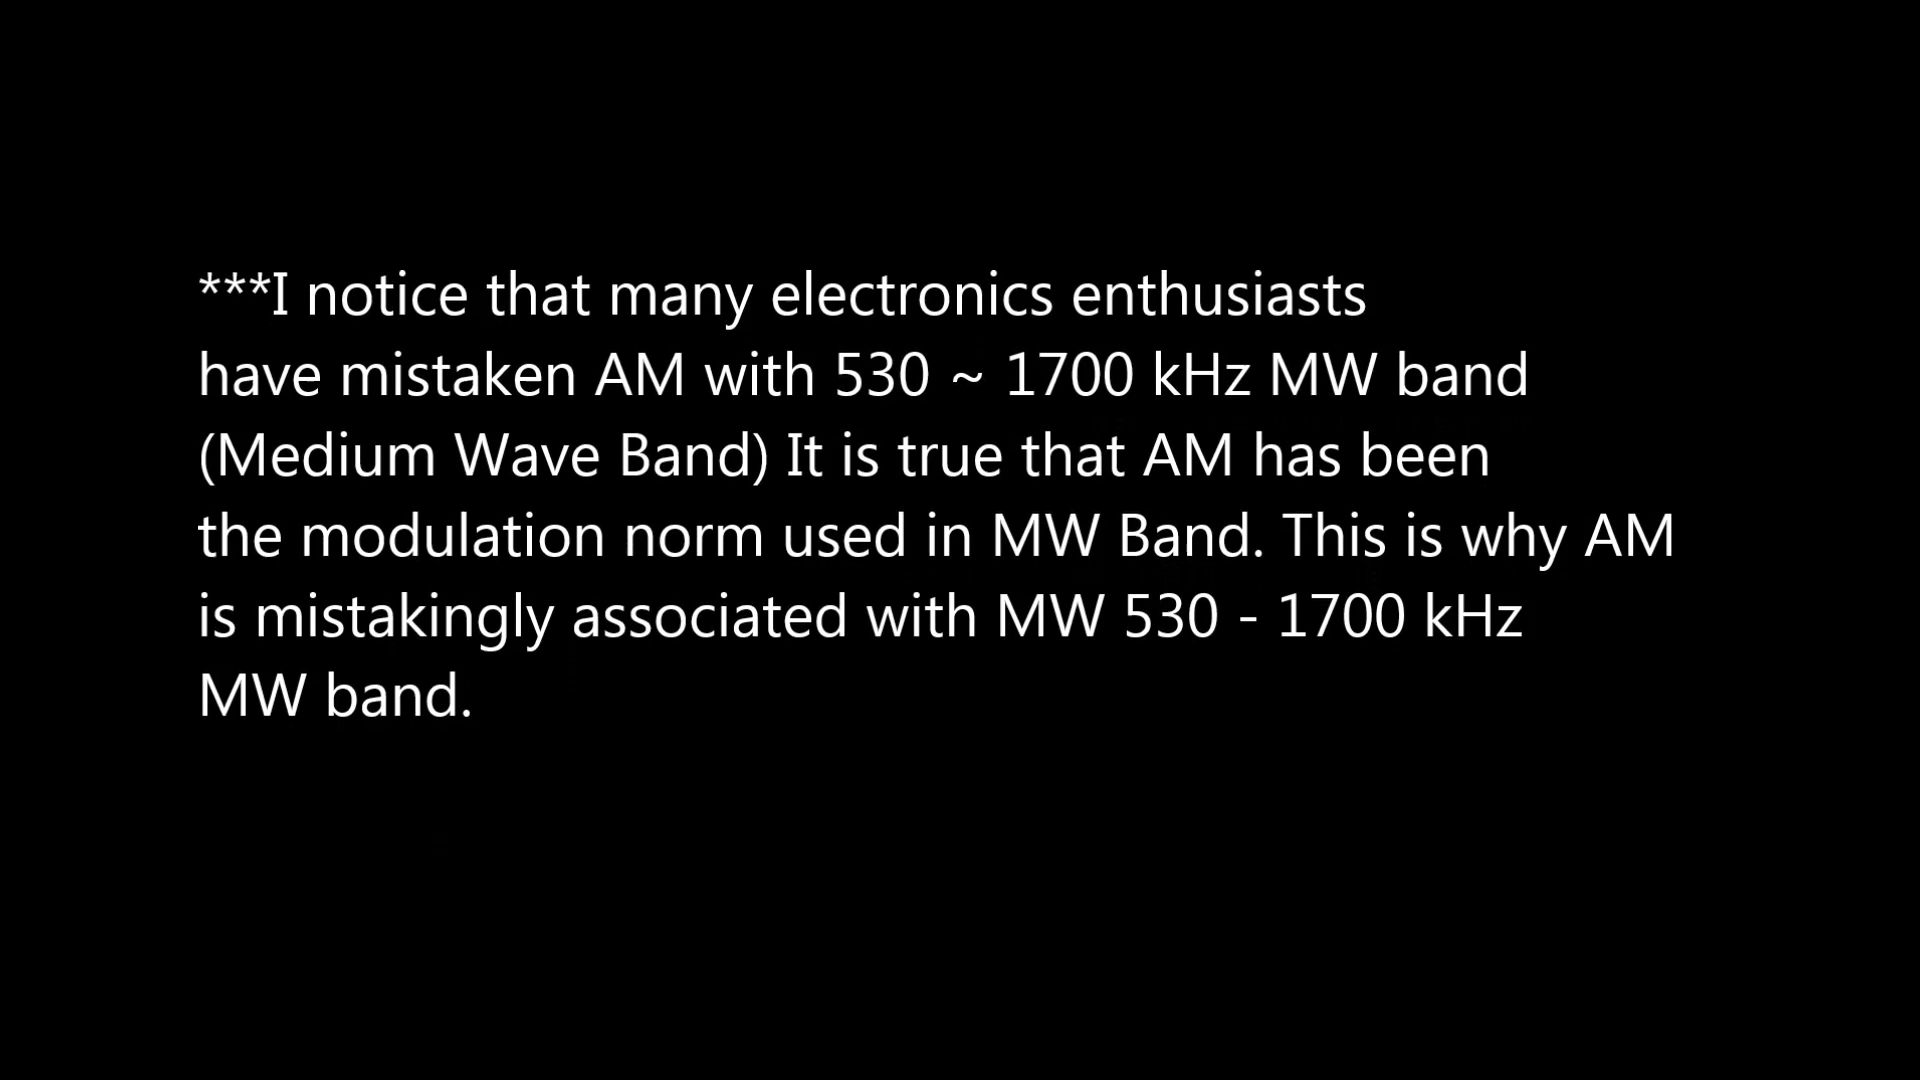 ***I notice that many electronics enthusiasts
have mistaken AM with 530 ~ 1700 kHz MW band
(Medium Wave Band) It is true that AM has been
the modulation norm used in MW Band. This is why AM
is mistakingly associated with MW 530 - 1700 kHz
MW band.